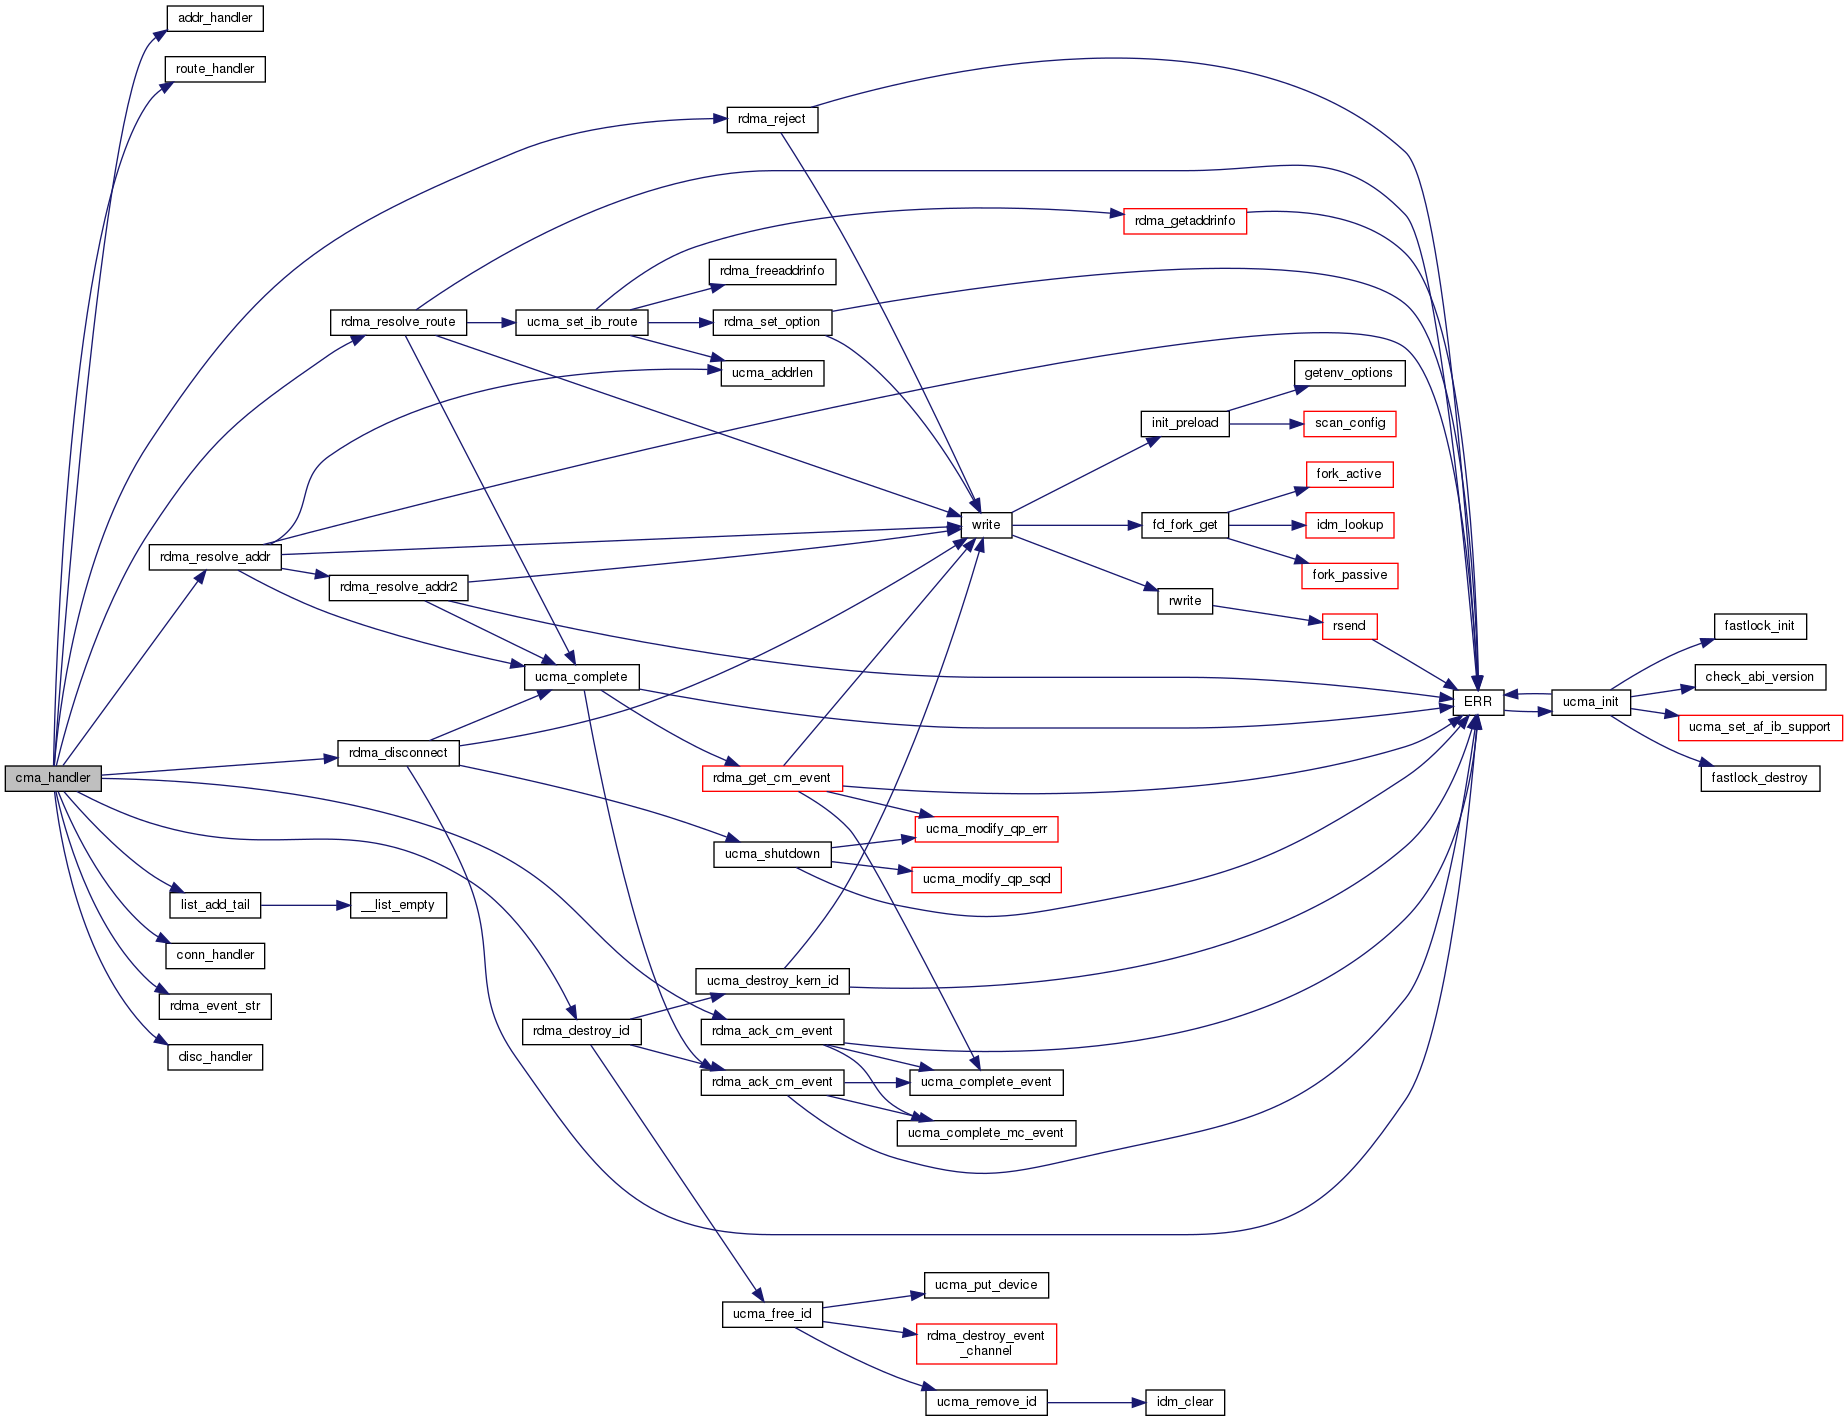 addr_handler
route_handler
rdma_reject
rdma_getaddrinfo
rdma_freeaddrinfo
rdma_resolve_route
ucma_set_ib_route
rdma_set_option
ucma_addrlen
getenv_options
init_preload
scan_config
fork_active
write
fd_fork_get
idm_lookup
rdma_resolve_addr
rdma_resolve_addr2
fork_passive
rwrite
rsend
fastlock_init
ucma_complete
check_abi_version
ERR
ucma_init
ucma_set_af_ib_support
rdma_disconnect
cma_handler
rdma_get_cm_event
fastlock_destroy
ucma_modify_qp_err
ucma_shutdown
ucma_modify_qp_sqd
list_add_tail
__list_empty
conn_handler
ucma_destroy_kern_id
rdma_event_str
rdma_destroy_id
rdma_ack_cm_event
disc_handler
rdma_ack_cm_event
ucma_complete_event
ucma_complete_mc_event
ucma_put_device
ucma_free_id
rdma_destroy_event
_channel
ucma_remove_id
idm_clear